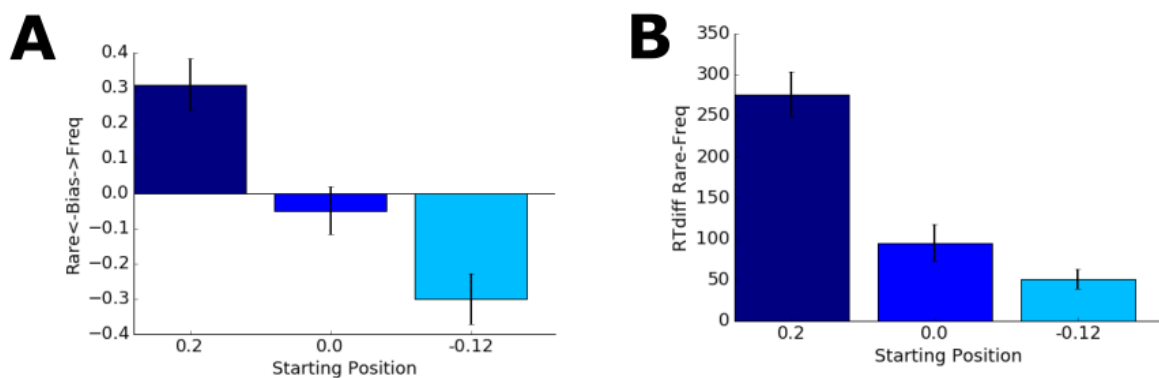 A
0.4
0.3
0.2
0.1
0.0
−0.1
−0.2
−0.3
−0.4
Rare<-Bias->Freq
0.2 0.0 -0.12
Starting Position
B
350
300
250
200
150
100
50
0
RTdiff Rare-Freq
0.2 0.0 -0.12
Starting Position